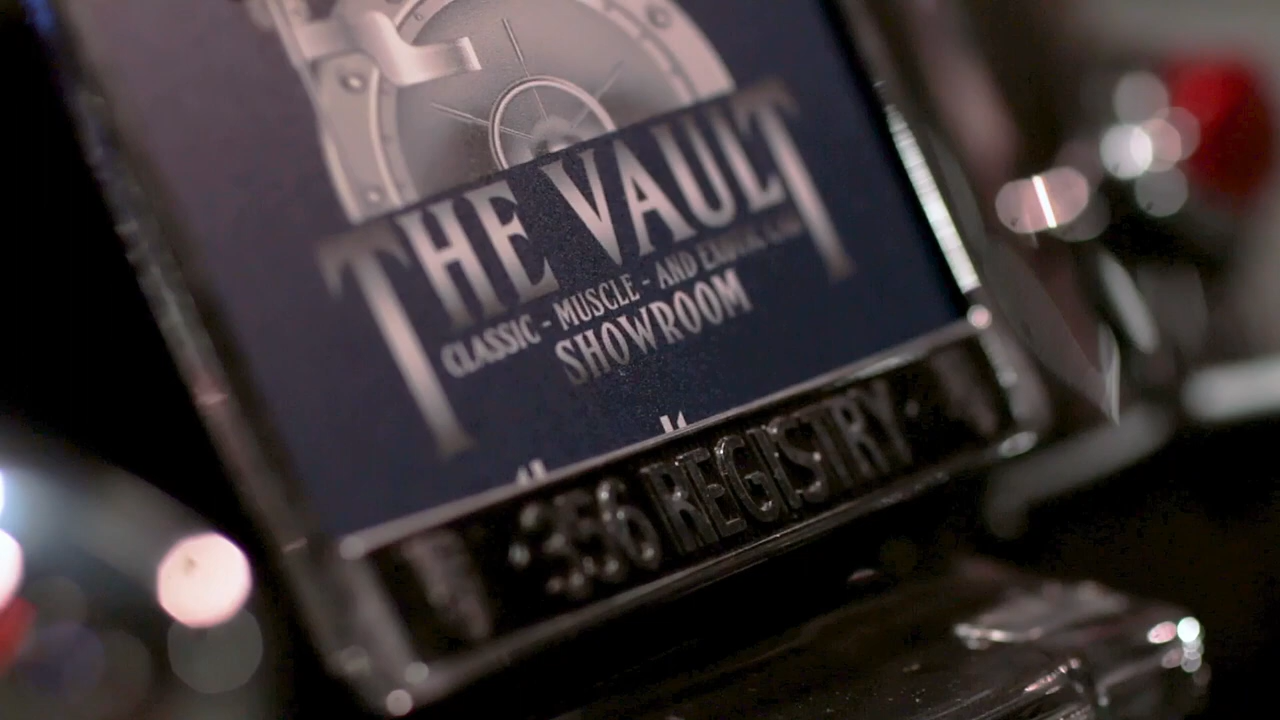 THE VAULT
CLASSIC - MUSCLE - AND EXOTIC CAR
SHOWROOM
356 REGISTRY